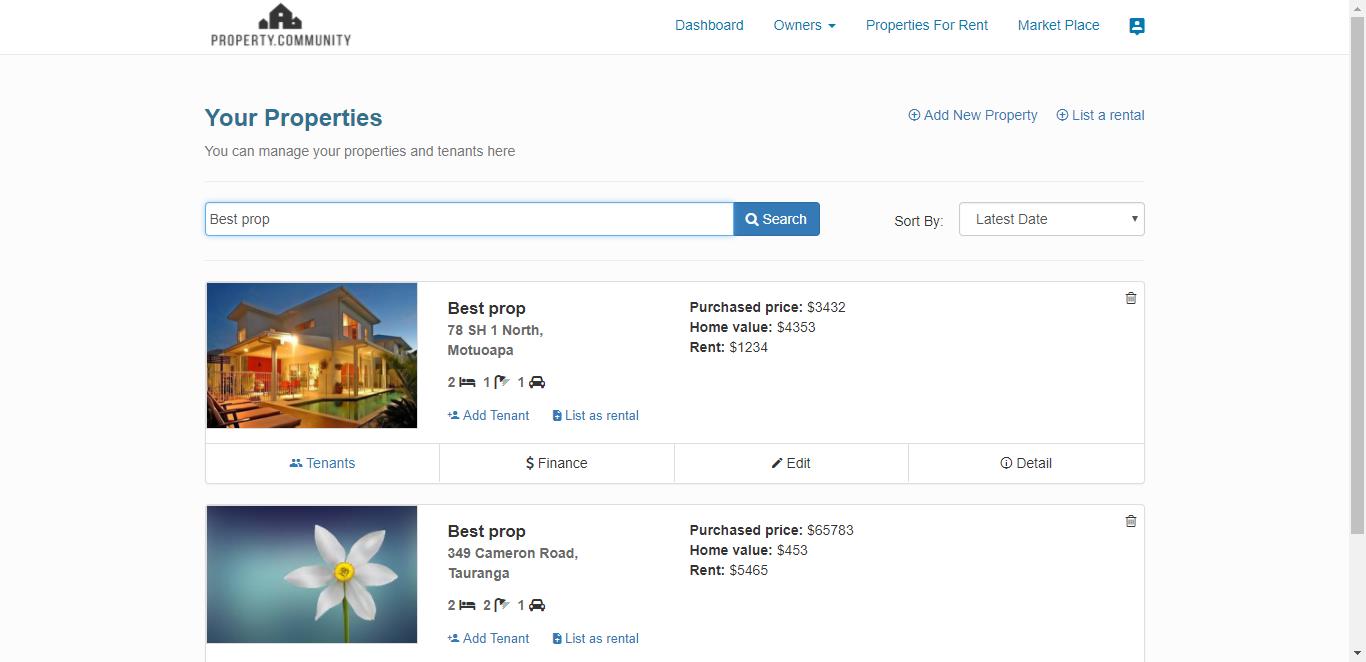 PROPERTY.COMMUNITY
Dashboard Owners Properties For Rent Market Place
Your Properties
Add New Property List a rental
You can manage your properties and tenants here
Best prop Search Sort By: Latest Date
Best prop
78 SH 1 North,
Motuoapa
2 1 1
Add Tenant List as rental
Purchased price: $3432
Home value: $4353
Rent: $1234
Tenants $ Finance Edit Detail
Best prop
349 Cameron Road,
Tauranga
2 2 1
Add Tenant List as rental
Purchased price: $65783
Home value: $453
Rent: $5465